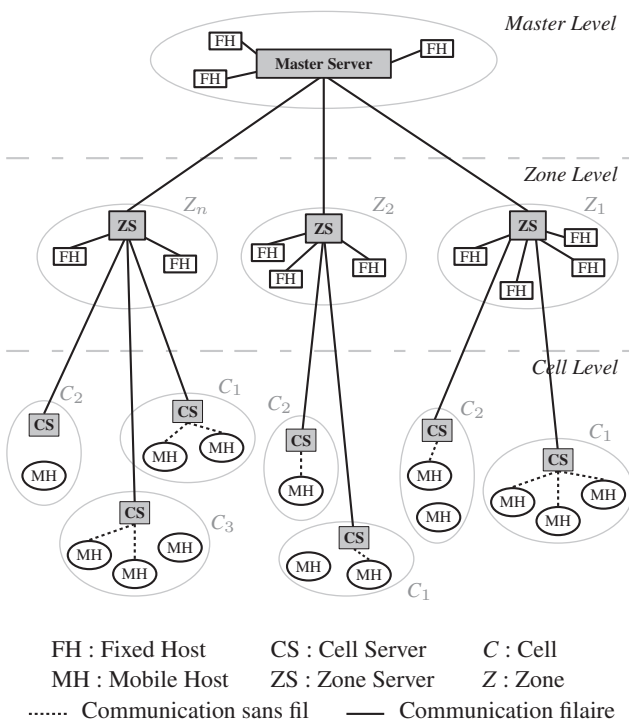 Master Level
FH
FH
FH
Master Server
Zone Level
Zn
Z2
Z1
ZS
ZS
ZS
FH
FH
FH
FH
FH
FH
FH
FH
FH
Cell Level
C2
C1
C2
C2
C1
CS
CS
CS
CS
CS
MH
MH
MH
MH
MH
MH
MH
MH
MH
CS
C3
MH
MH
MH
CS
MH
MH
C1
FH : Fixed Host CS : Cell Server C : Cell
MH : Mobile Host ZS : Zone Server Z : Zone
Communication sans fil Communication filaire